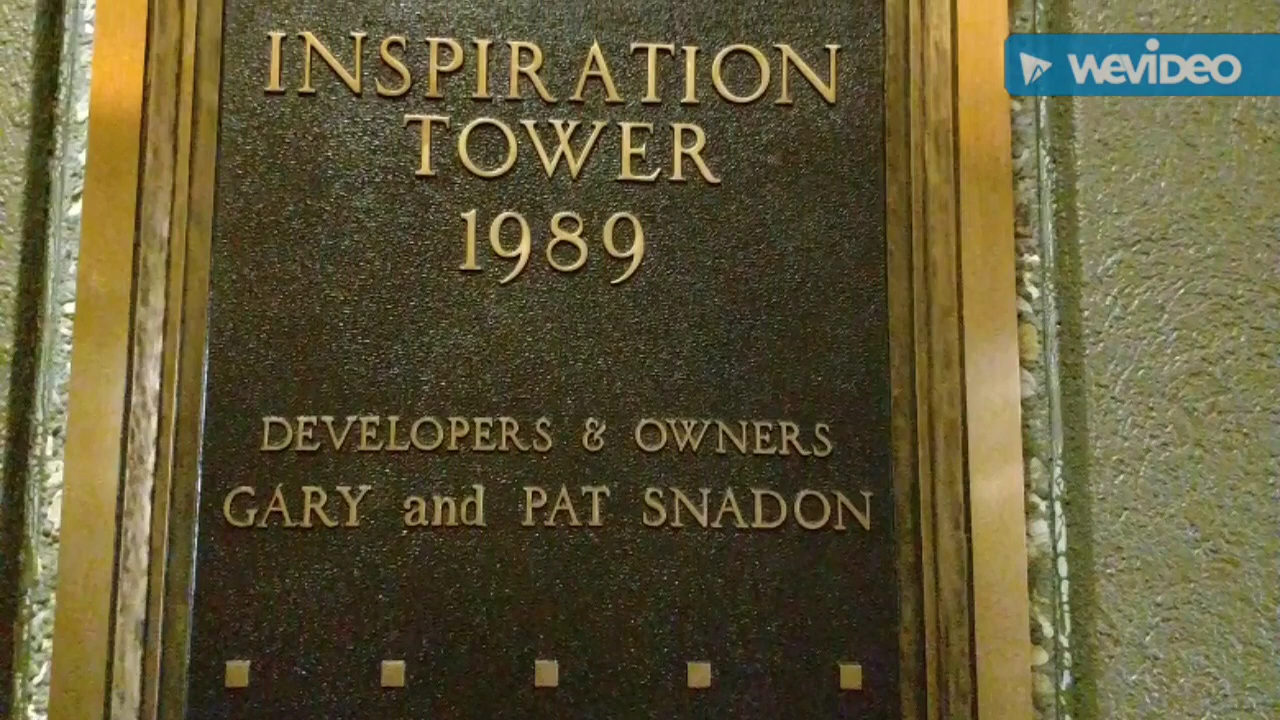 INSPIRATION
TOWER
1989
DEVELOPERS & OWNERS
GARY and PAT SNADON
WEVIDEO